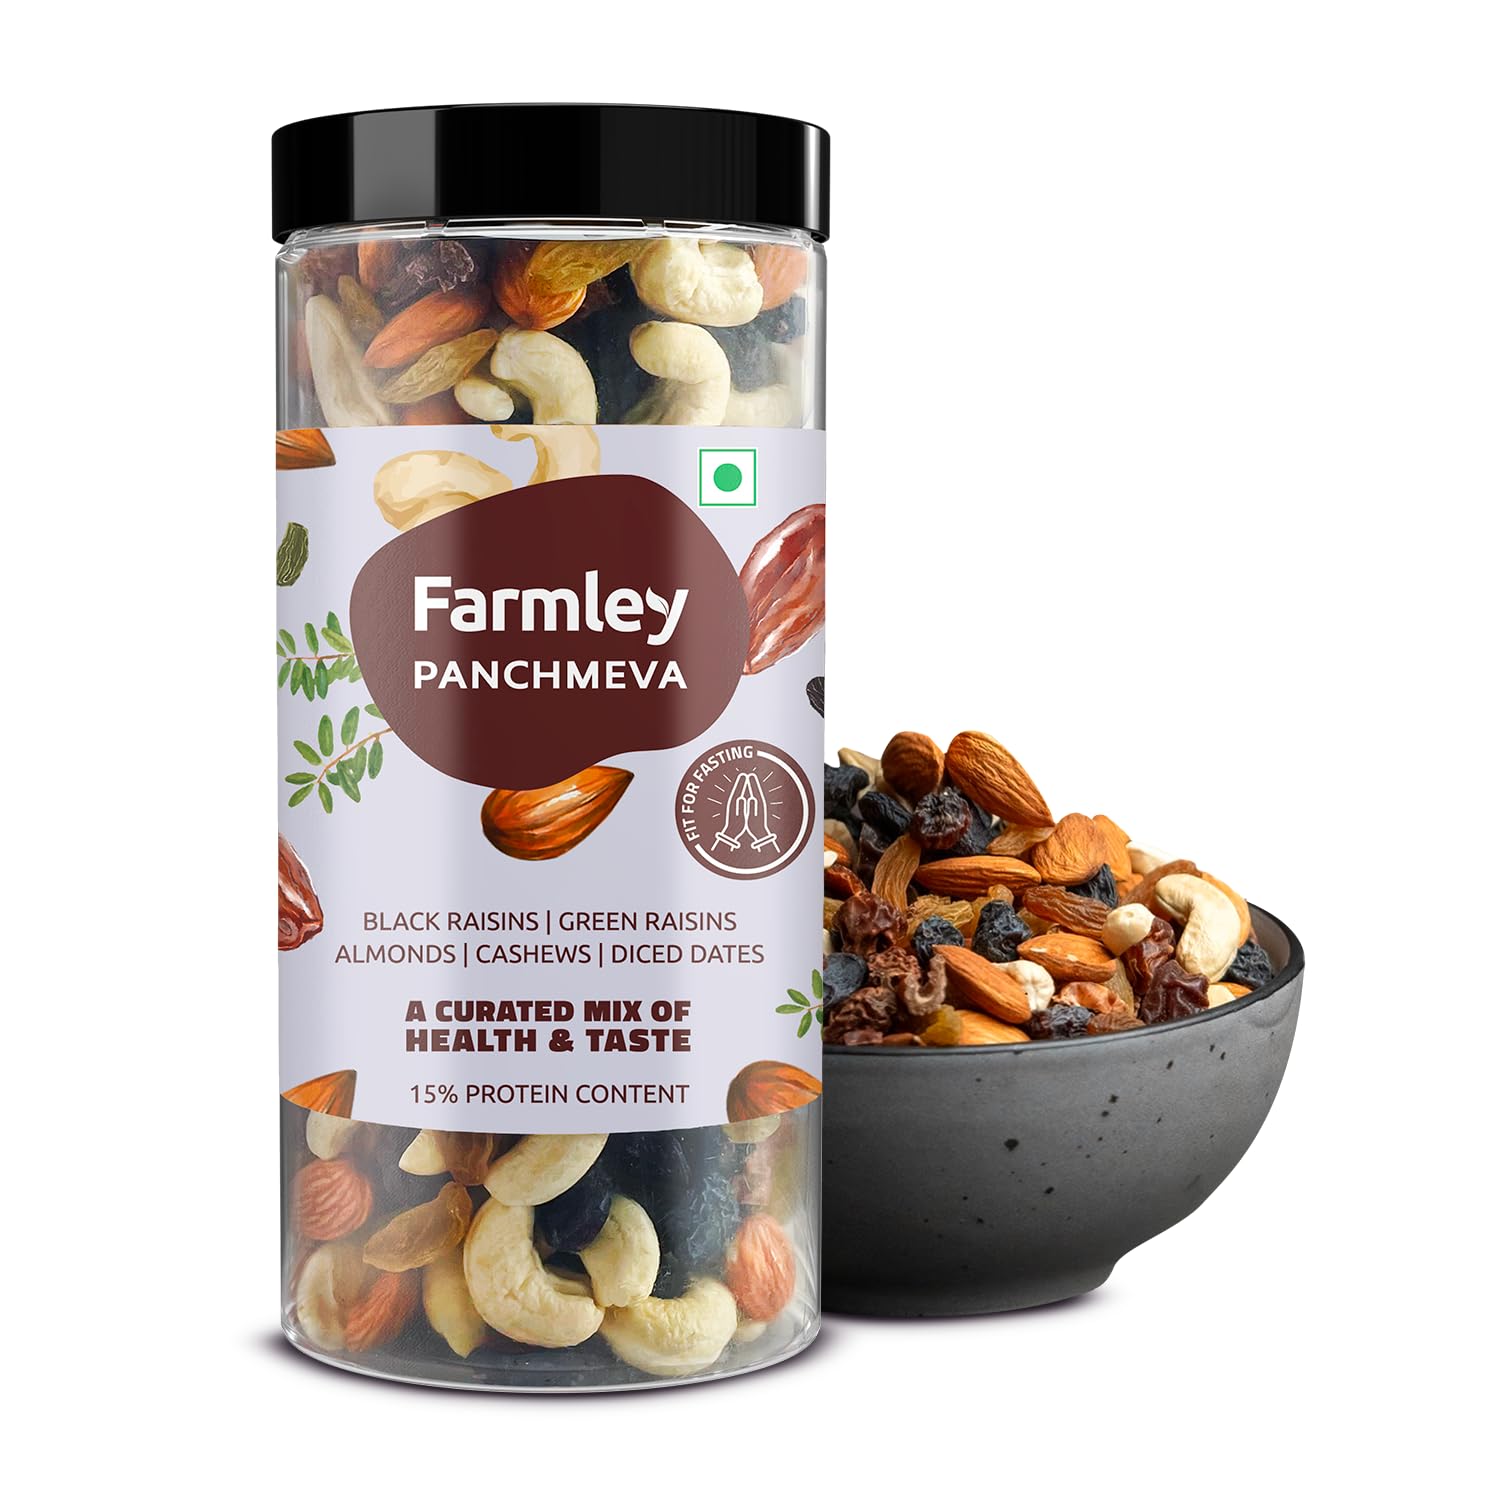 Farmley
PANCHMEVA
FIT FOR FASTING
BLACK RAISINS | GREEN RAISINS
ALMONDS | CASHEWS | DICED DATES
A CURATED MIX OF
HEALTH & TASTE
15% PROTEIN CONTENT